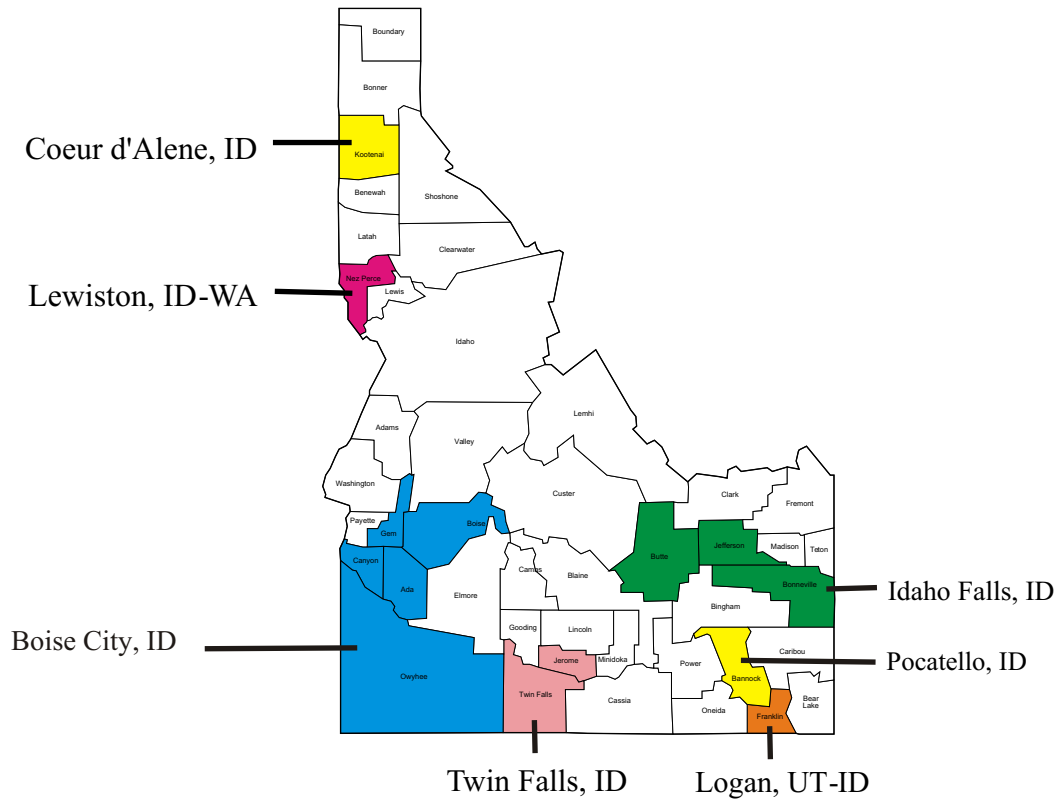 Boundary
Bonner
Coeur d'Alene, ID
Kootenai
Benewah
Shoshone
Latah
Clearwater
Nez Perce
Lewis
Lewiston, ID-WA
Idaho
Lemhi
Adams
Valley
Washington
Custer
Clark
Fremont
Payette
Gem
Boise
Butte
Jefferson
Madison
Teton
Canyon
Ada
Camas
Blaine
Elmore
Bonneville
Idaho Falls, ID
Bingham
Gooding
Lincoln
Boise City, ID
Jerome
Minidoka
Power
Caribou
Pocatello, ID
Owyhee
Twin Falls
Cassia
Bannock
Oneida
Franklin
Bear
Lake
Twin Falls, ID
Logan, UT-ID